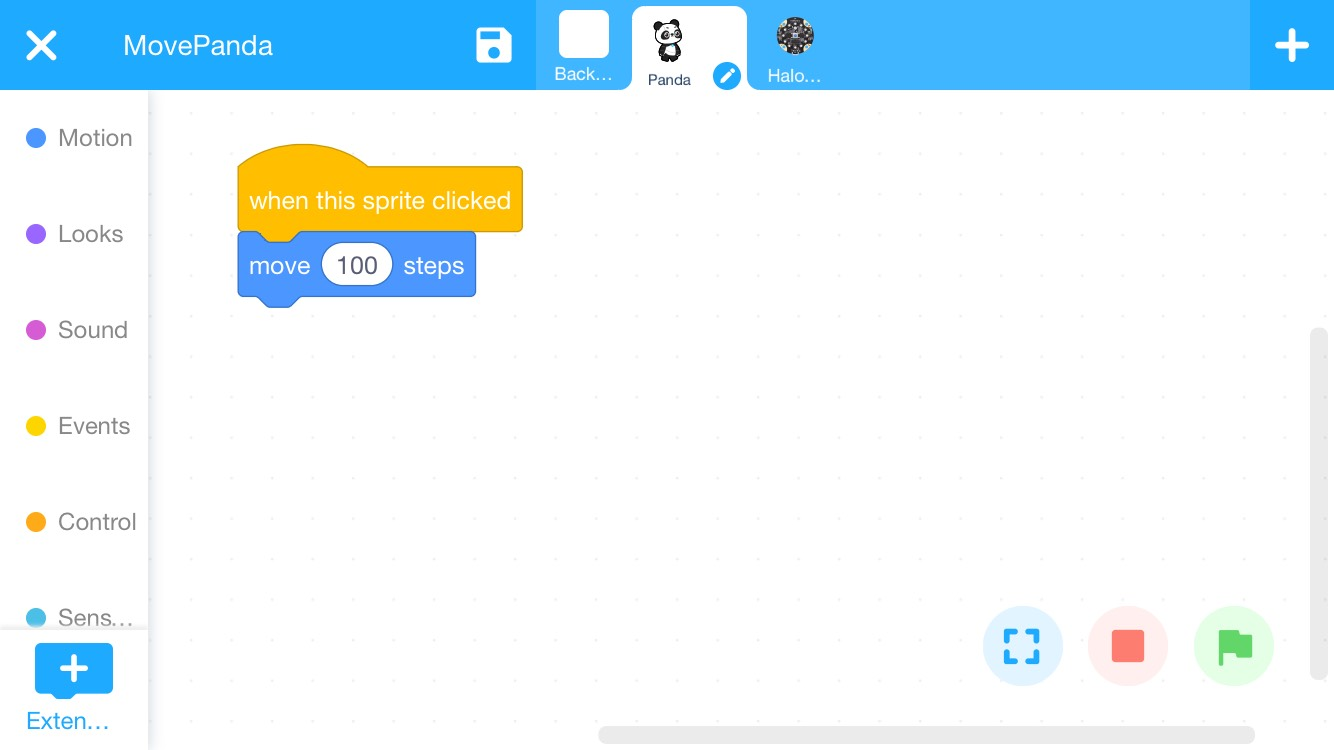 MovePanda
Back...
Panda
Halo...
Motion
Looks
Sound
Events
Control
Sens...
Exten...
when this sprite clicked
move 100 steps